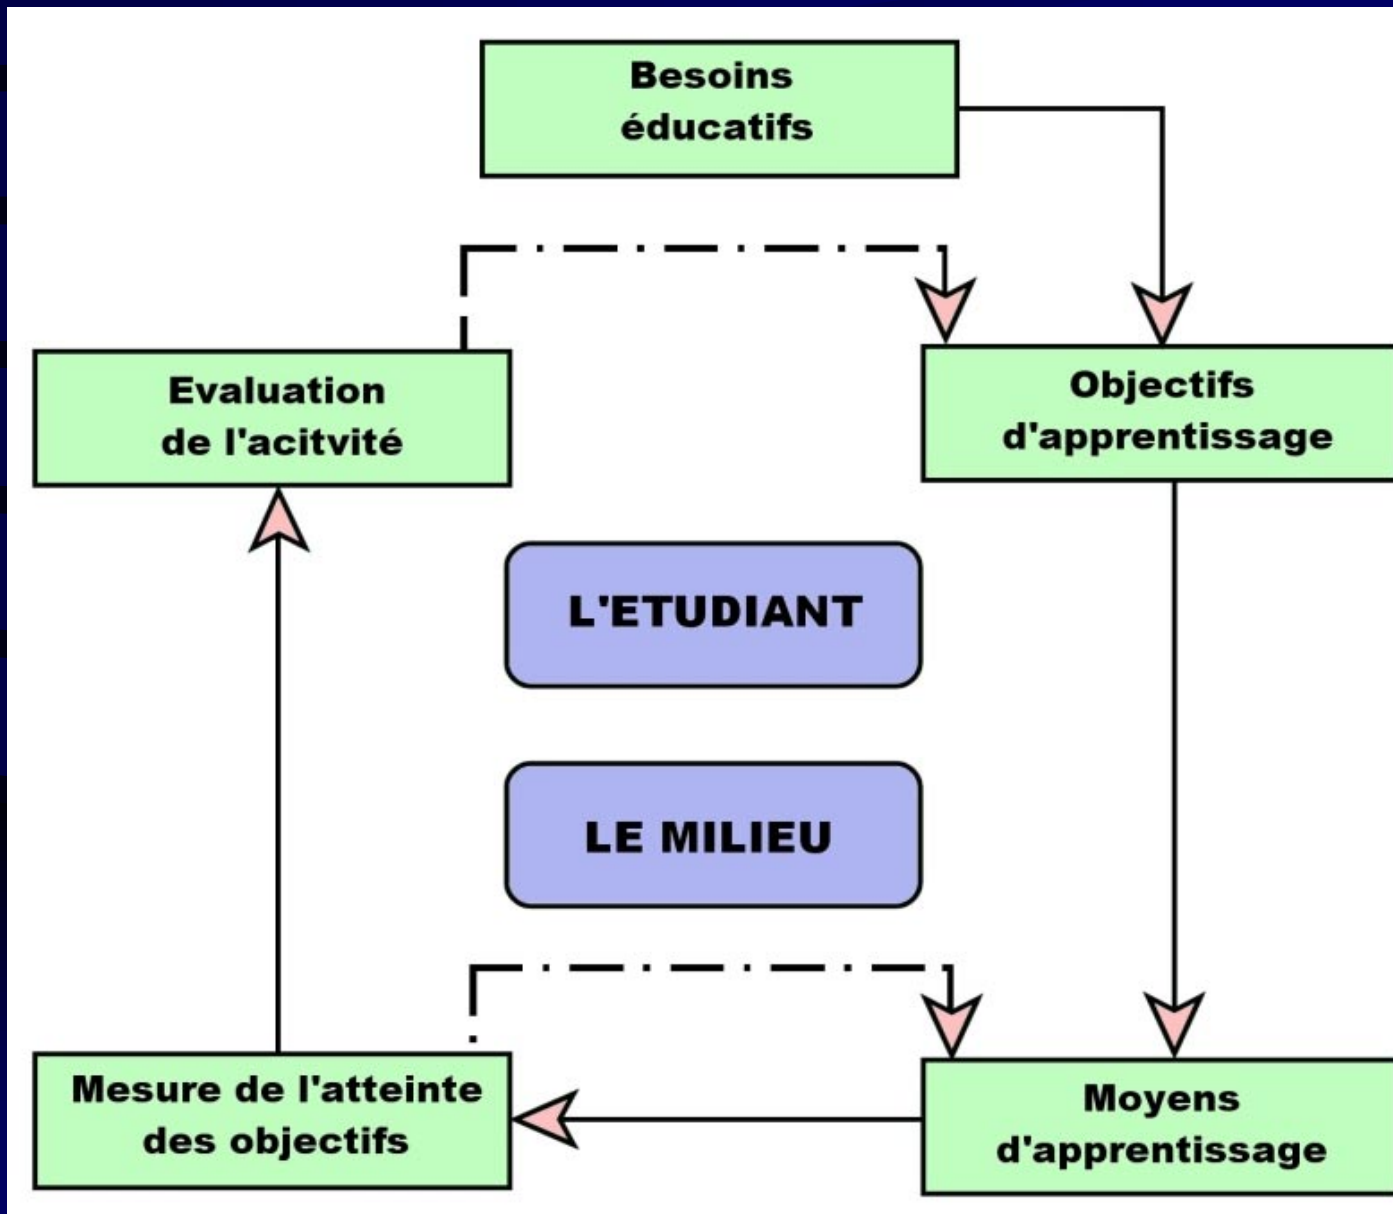 Besoins
éducatifs
Evaluation
de l'acitvité
Objectifs
d'apprentissage
L'ETUDIANT
LE MILIEU
Mesure de l'atteinte
des objectifs
Moyens
d'apprentissage